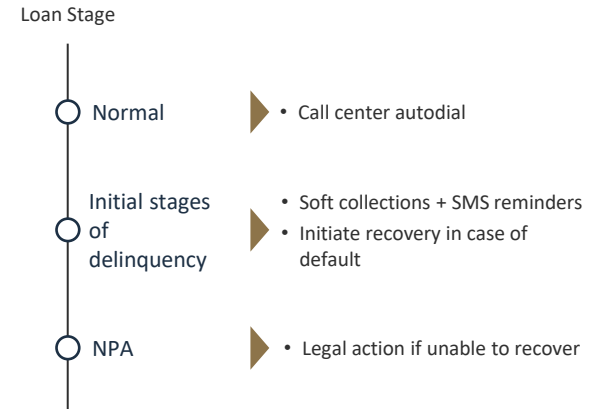 Loan Stage
Normal
• Call center autodial
Initial stages
of
delinquency
• Soft collections + SMS reminders
• Initiate recovery in case of
default
NPA
• Legal action if unable to recover